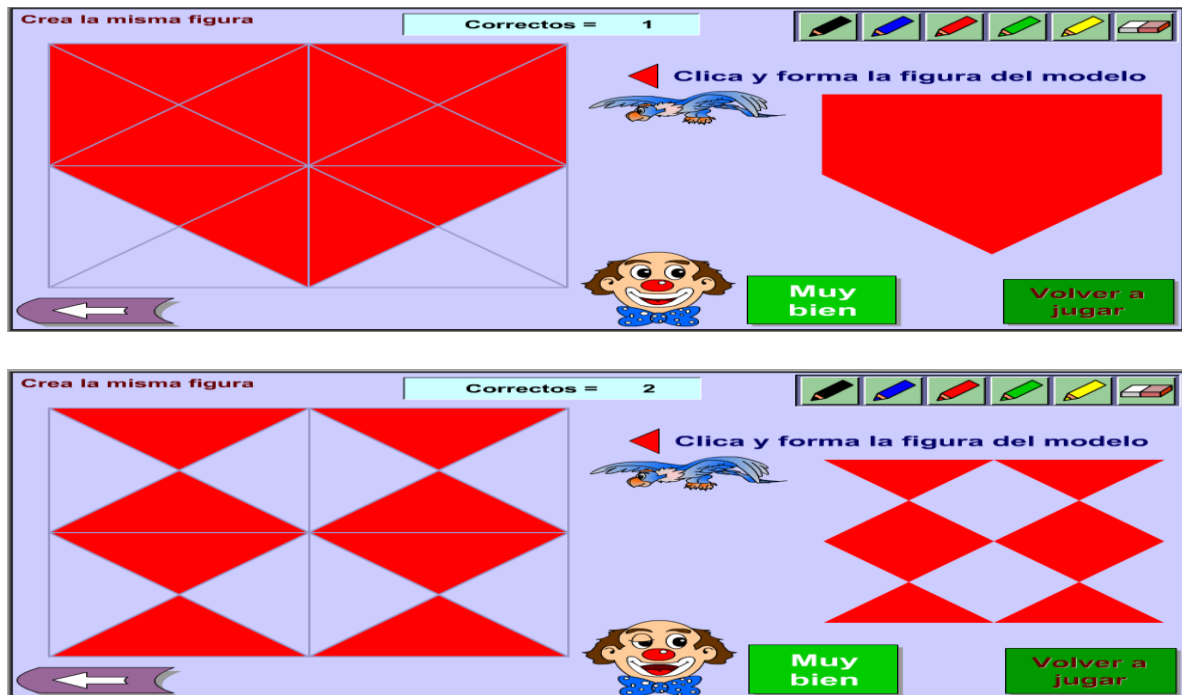 Crea la misma figura
Correctos = 1
Clica y forma la figura del modelo
Muy
bien
Volver a
jugar
Crea la misma figura
Correctos = 2
Clica y forma la figura del modelo
Muy
bien
Volver a
jugar